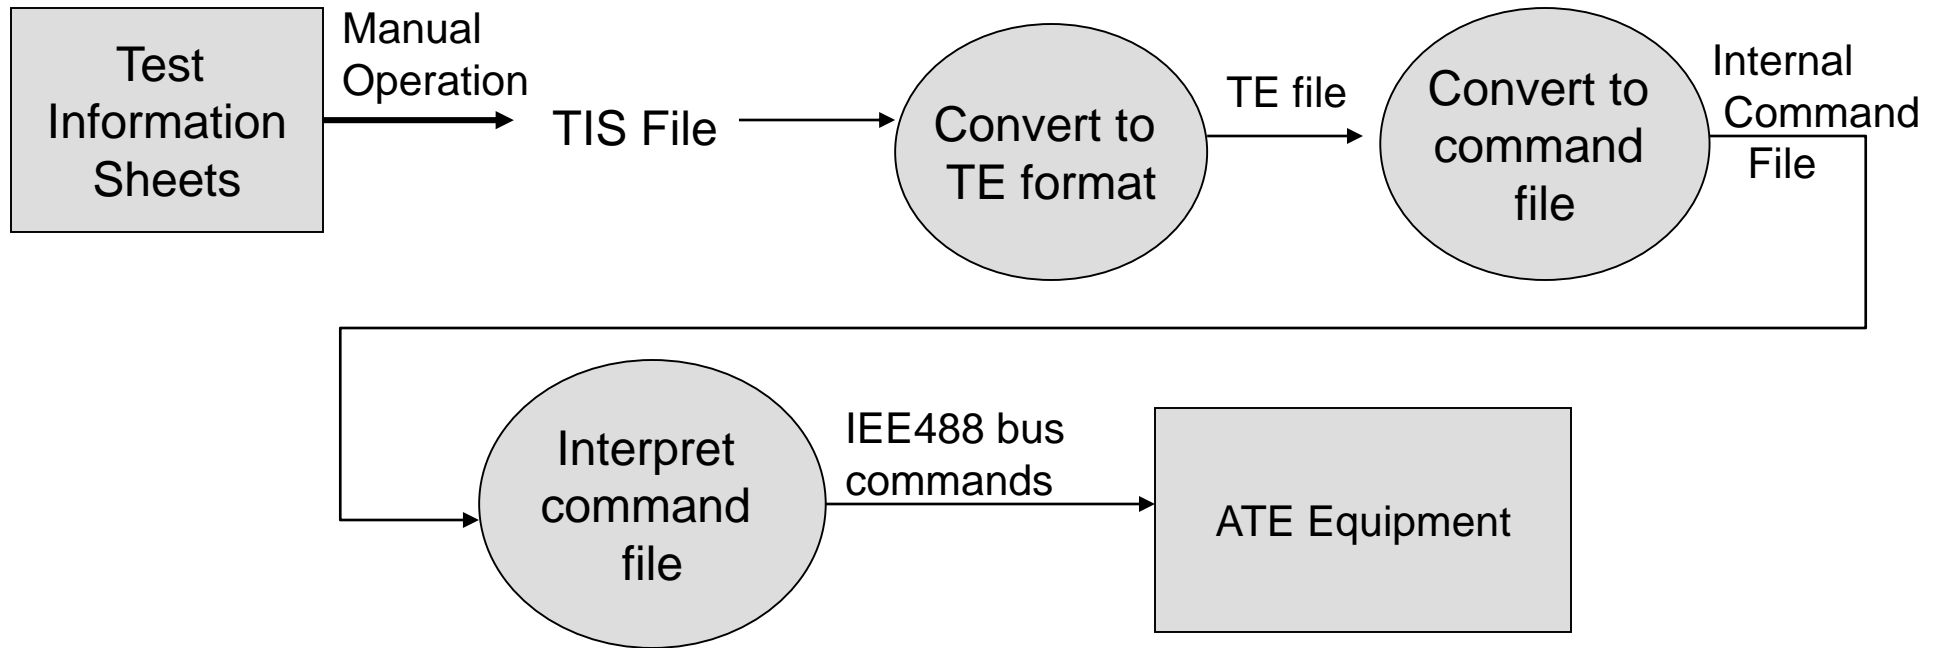 Test
Information
Sheets
Manual
Operation
TIS File
Convert to
TE format
TE file
Convert to
command
file
Internal
Command
File
Interpret
command
file
IEE488 bus
commands
ATE Equipment